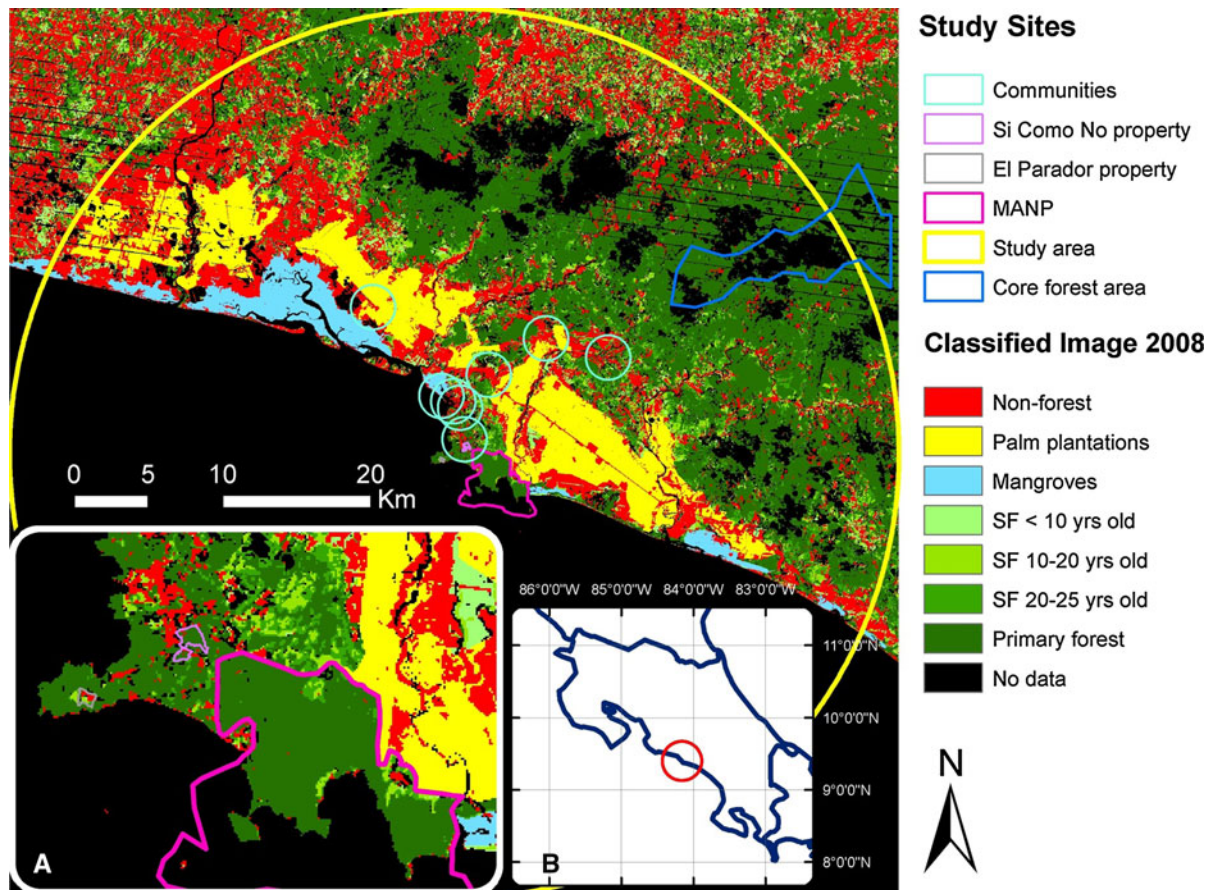 Study Sites
Communities
Si Como No property
El Parador property
MANP
Study area
Core forest area
Classified Image 2008
Non-forest
Palm plantations
Mangroves
SF < 10 yrs old
SF 10-20 yrs old
SF 20-25 yrs old
Primary forest
No data
N
0 5 10 20
Km
A
86°0'0"W 85°0'0"W 84°0'0"W 83°0'0"W
11°0'0"N
10°0'0"N
9°0'0"N
8°0'0"N
B